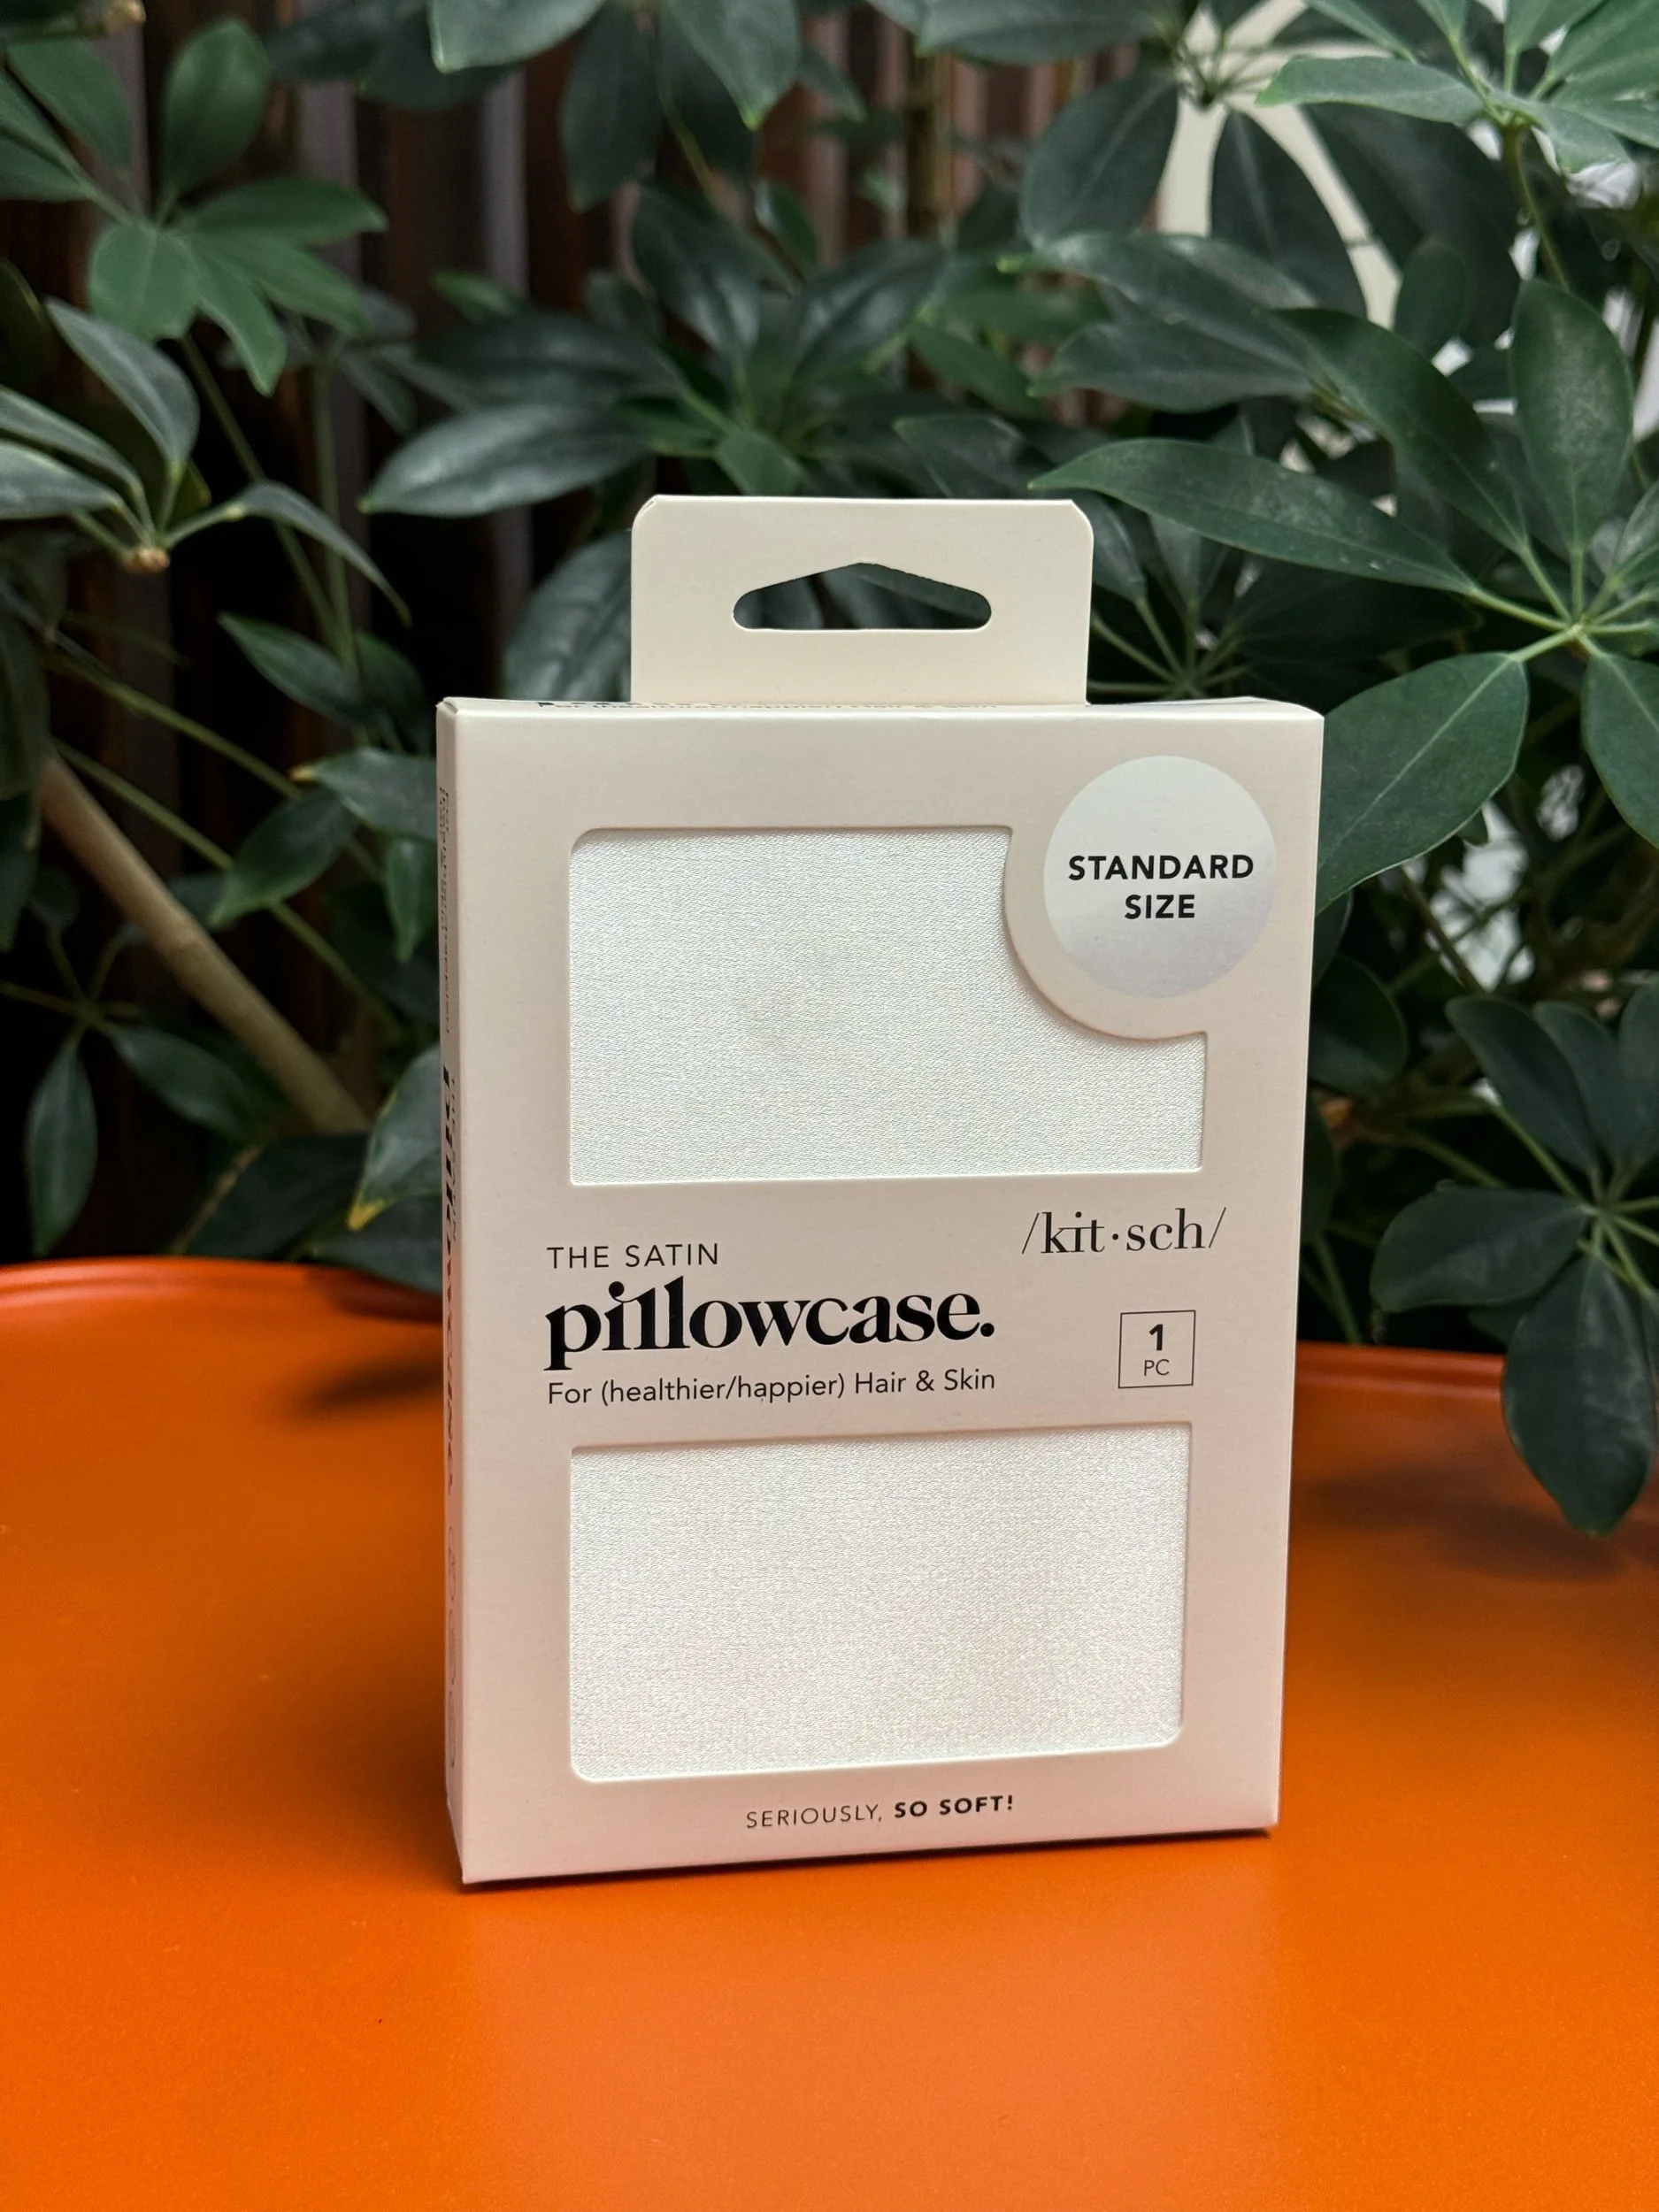 STANDARD
SIZE
/kit·sch/
THE SATIN
pillowcase.
For (healthier/happier) Hair & Skin
1
PC
SERIOUSLY, SO SOFT!